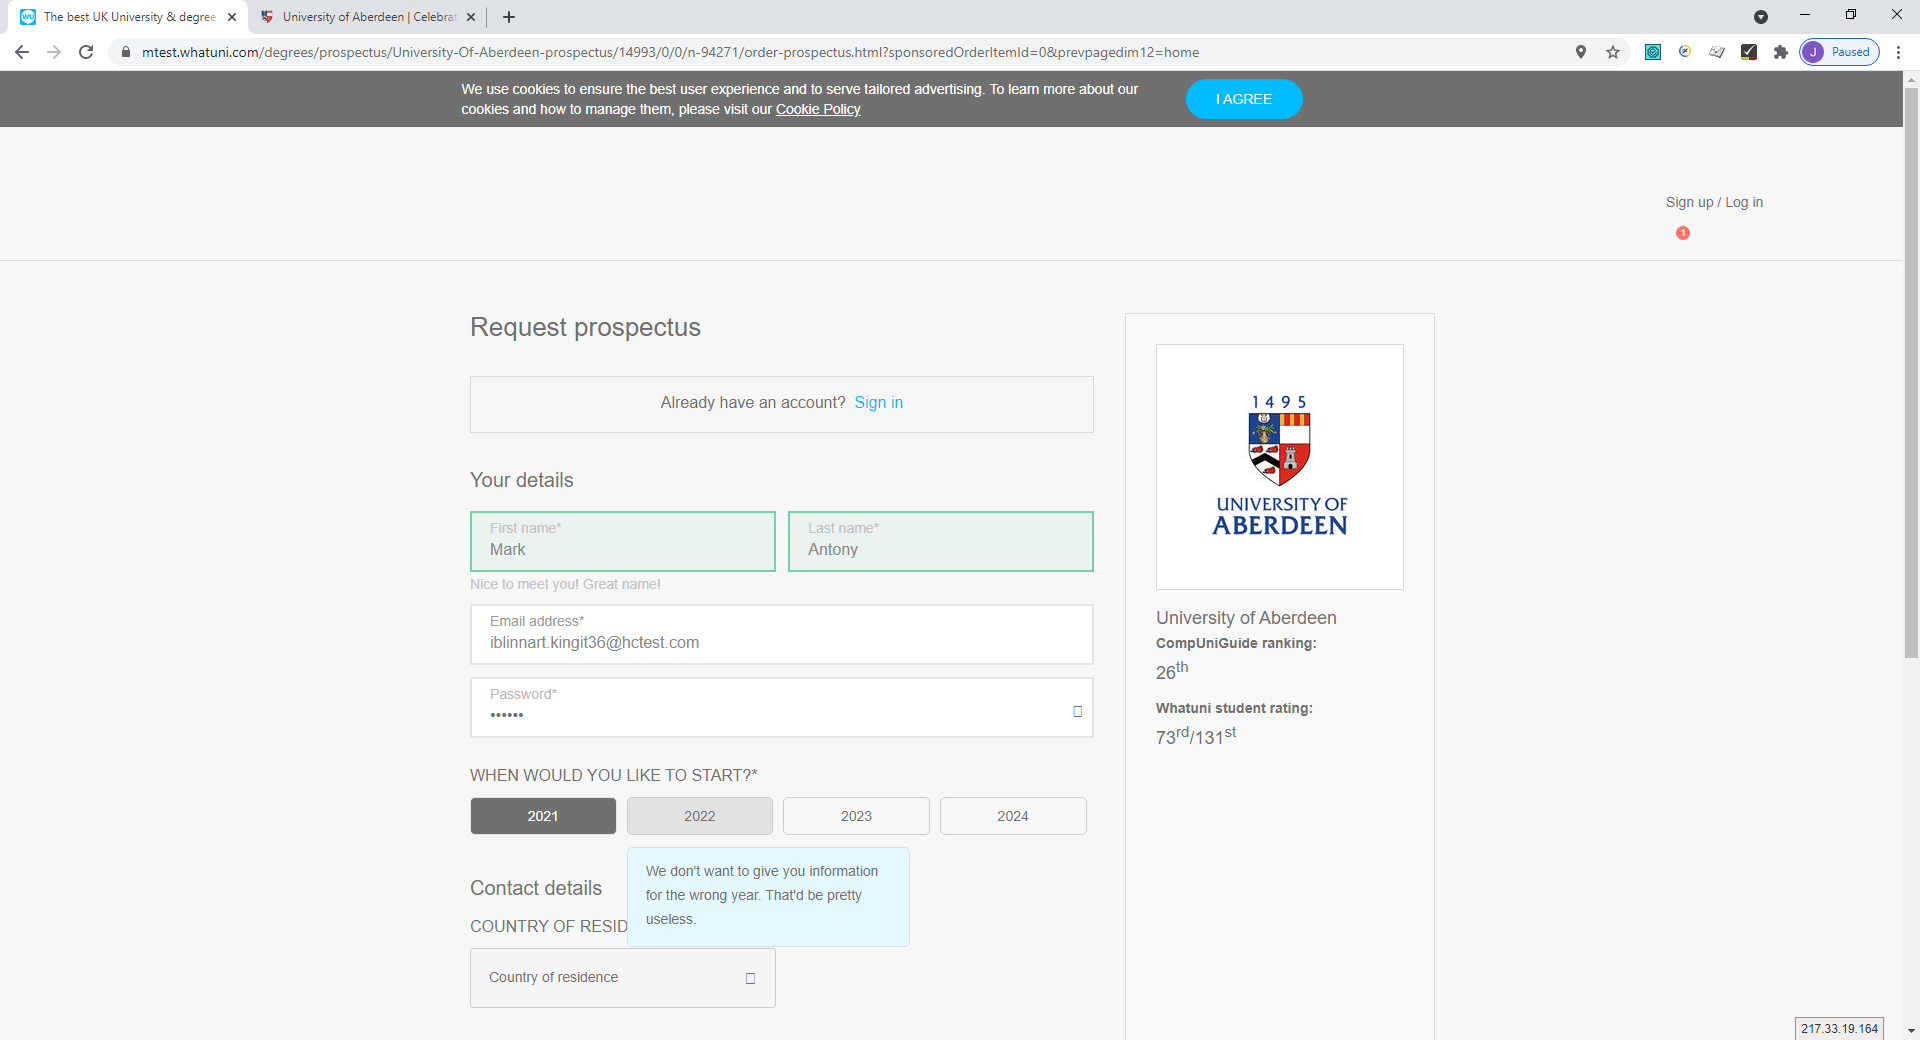 The best UK University & degree
University of Aberdeen | Celebrat
mtest.whatuni.com/degrees/prospectus/University-Of-Aberdeen-prospectus/14993/0/0/n-94271/order-prospectus.html?sponsoredOrderItemId=0&prevpagedim12=home
J Paused
We use cookies to ensure the best user experience and to serve tailored advertising. To learn more about our
cookies and how to manage them, please visit our Cookie Policy
I AGREE
Sign up / Log in
1
Request prospectus
Already have an account? Sign in
Your details
First name*
Mark
Last name*
Antony
Nice to meet you! Great name!
Email address*
iblinnart.kingit36@hctest.com
Password*
••••••
WHEN WOULD YOU LIKE TO START?*
2021 2022 2023 2024
We don't want to give you information
for the wrong year. That'd be pretty
useless.
Contact details
COUNTRY OF RESID
Country of residence
1495
UNIVERSITY OF
ABERDEEN
University of Aberdeen
CompUniGuide ranking:
26th
Whatuni student rating:
73rd/131st
217.33.19.164